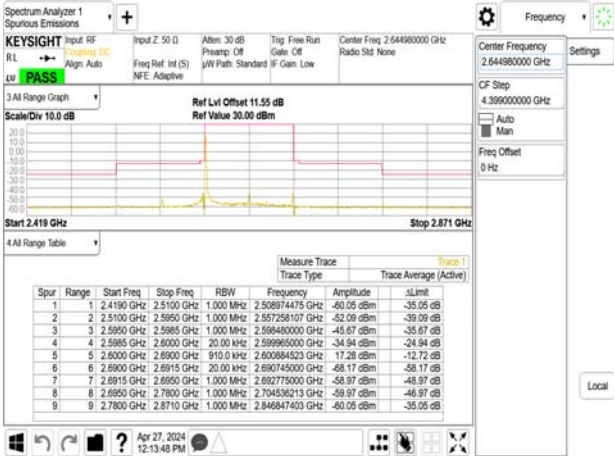 Spectrum Analyzer 1
Spurious Emissions
Frequency
KEYSIGHT Input: RF
Coupling: DC
Align: Auto
Input Z: 50 Ω
Freq Ref: Int (S)
NFE: Adaptive
Atten: 30 dB
Preamp: Off
µW Path: Standard
Trig: Free Run
Gate: Off
IF Gain: Low
Center Freq: 2.644980000 GHz
Radio Std: None
RL
PASS
Center Frequency
2.644980000 GHz
Settings
CF Step
4.399000000 GHz
Auto
Man
Freq Offset
0 Hz
Local
3 All Range Graph
Scale/Div 10.0 dB
Ref Lvl Offset 11.55 dB
Ref Value 30.00 dBm
20.0
10.0
0.00
-10.0
-20.0
-30.0
-40.0
-50.0
-60.0
Start 2.419 GHz
Stop 2.871 GHz
4 All Range Table
Measure Trace Trace 1
Trace Type Trace Average (Active)
Spur Range Start Freq Stop Freq RBW Frequency Amplitude ΔLimit
1 1 2.4190 GHz 2.5100 GHz 1.000 MHz 2.508974475 GHz -60.05 dBm -35.05 dB
2 2 2.5100 GHz 2.5950 GHz 1.000 MHz 2.557258107 GHz -52.09 dBm -39.09 dB
3 3 2.5950 GHz 2.5985 GHz 1.000 MHz 2.598480000 GHz -45.67 dBm -35.67 dB
4 4 2.5985 GHz 2.6000 GHz 20.00 kHz 2.599965000 GHz -34.94 dBm -24.94 dB
5 5 2.6000 GHz 2.6900 GHz 910.0 kHz 2.600884523 GHz 17.28 dBm -12.72 dB
6 6 2.6900 GHz 2.6915 GHz 20.00 kHz 2.690745000 GHz -68.17 dBm -58.17 dB
7 7 2.6915 GHz 2.6950 GHz 1.000 MHz 2.692775000 GHz -58.97 dBm -48.97 dB
8 8 2.6950 GHz 2.7800 GHz 1.000 MHz 2.704536213 GHz -59.97 dBm -46.97 dB
9 9 2.7800 GHz 2.8710 GHz 1.000 MHz 2.846847403 GHz -60.05 dBm -35.05 dB
Apr 27, 2024
12:13:48 PM